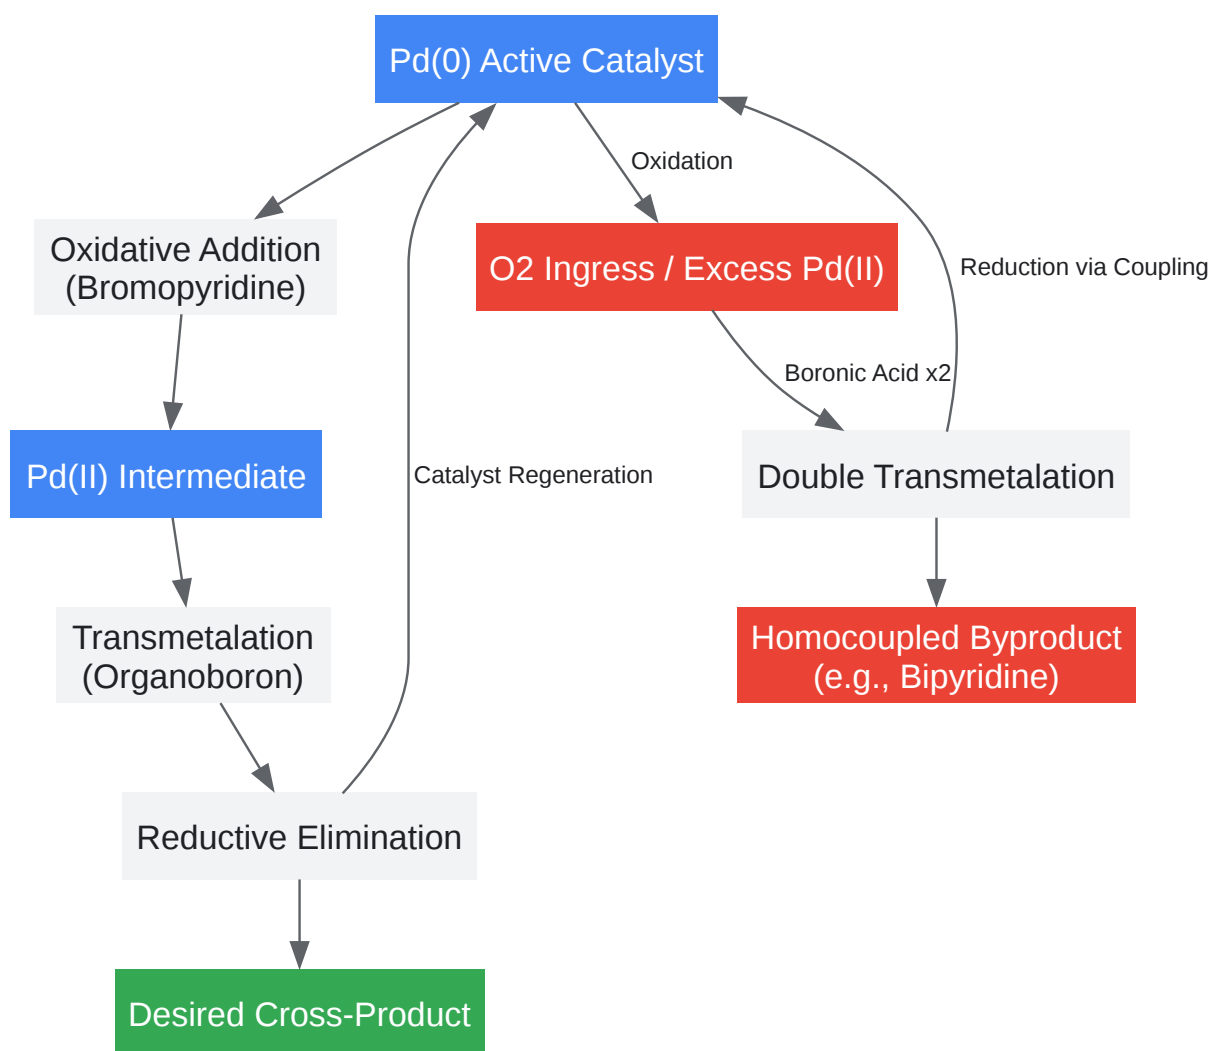 Pd(0) Active Catalyst
Oxidation
Oxidative Addition
(Bromopyridine)
O2 Ingress / Excess Pd(II)
Reduction via Coupling
Boronic Acid x2
Pd(II) Intermediate
Catalyst Regeneration
Double Transmetalation
Transmetalation
(Organoboron)
Homocoupled Byproduct
(e.g., Bipyridine)
Reductive Elimination
Desired Cross-Product